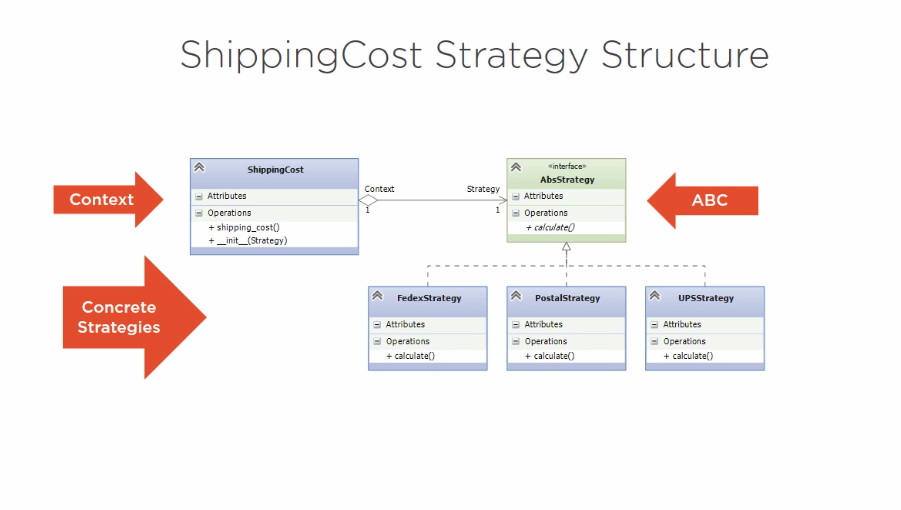 ShippingCost Strategy Structure
Context
ShippingCost
Attributes
Operations
+ shipping_cost()
+ __init__(Strategy)
Context
1
Strategy
1
«interface»
AbsStrategy
Attributes
Operations
+ calculate()
ABC
Concrete
Strategies
FedexStrategy
Attributes
Operations
+ calculate()
PostalStrategy
Attributes
Operations
+ calculate()
UPSStrategy
Attributes
Operations
+ calculate()